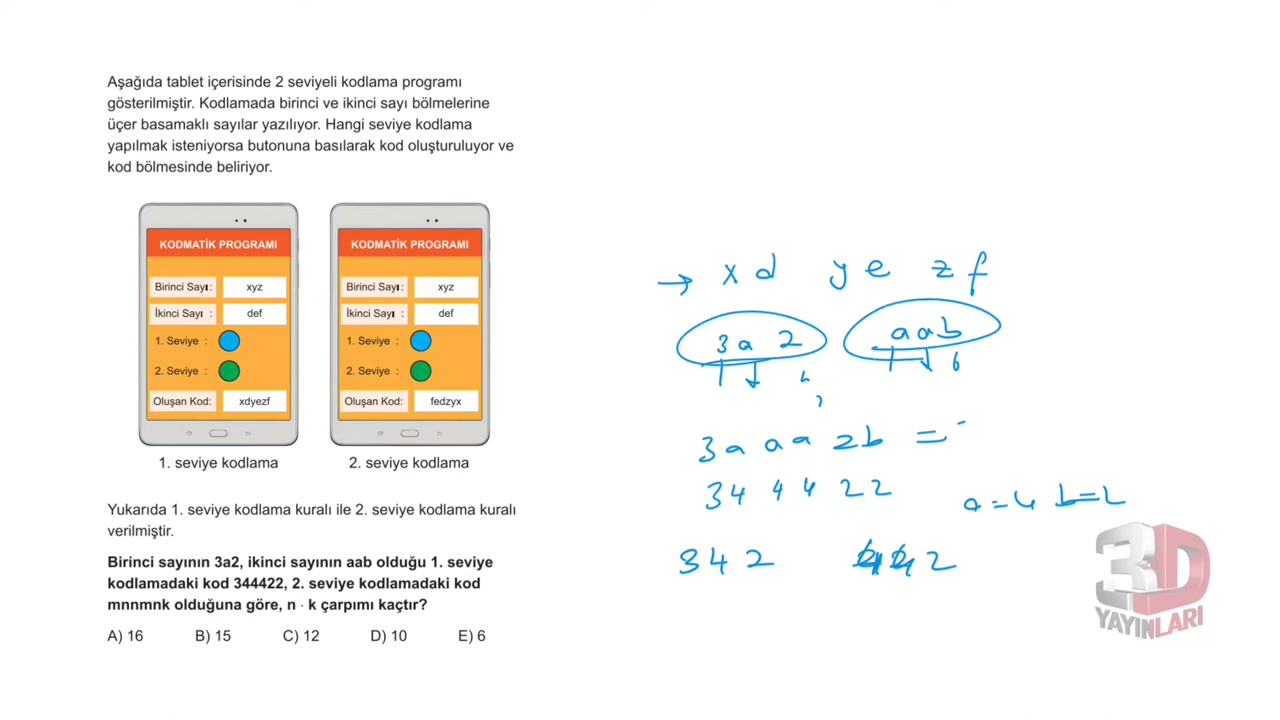 Aşağıda tablet içerisinde 2 seviyeli kodlama programı
gösterilmiştir. Kodlamada birinci ve ikinci sayı bölmelerine
üçer basamaklı sayılar yazılıyor. Hangi seviye kodlama
yapılmak isteniyorsa butonuna basılarak kod oluşturuluyor ve
kod bölmesinde beliriyor.
KODMATİK PROGRAMI
Birinci Sayı : xyz
İkinci Sayı : def
1. Seviye :
2. Seviye :
Oluşan Kod: xdyezf
1. seviye kodlama
KODMATİK PROGRAMI
Birinci Sayı : xyz
İkinci Sayı : def
1. Seviye :
2. Seviye :
Oluşan Kod: fedzyx
2. seviye kodlama
Yukarıda 1. seviye kodlama kuralı ile 2. seviye kodlama kuralı
verilmiştir.
Birinci sayının 3a2, ikinci sayının aab olduğu 1. seviye
kodlamadaki kod 344422, 2. seviye kodlamadaki kod
mnnmnk olduğuna göre, n · k çarpımı kaçtır?
A) 16 B) 15 C) 12 D) 10 E) 6
→ xd ye zf
3a 2 aab
3a aa 2b =
34 44 22
a=4 b=2
342 2
3D
YAYINLARI